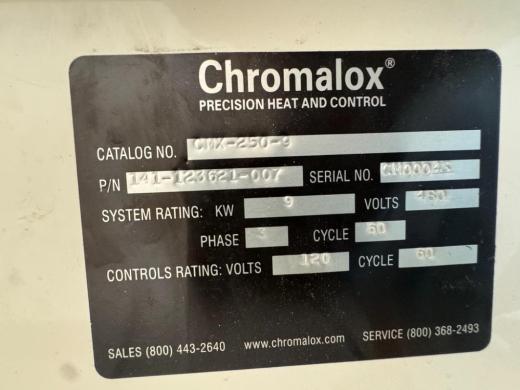 Chromalox®
PRECISION HEAT AND CONTROL
CATALOG NO. CMX-250-9
P/N 141-123621-007 SERIAL NO.
SYSTEM RATING: KW 9 VOLTS 480
PHASE 3 CYCLE 60
CONTROLS RATING: VOLTS 120 CYCLE 60
SALES (800) 443-2640 www.chromalox.com SERVICE (800) 368-2493